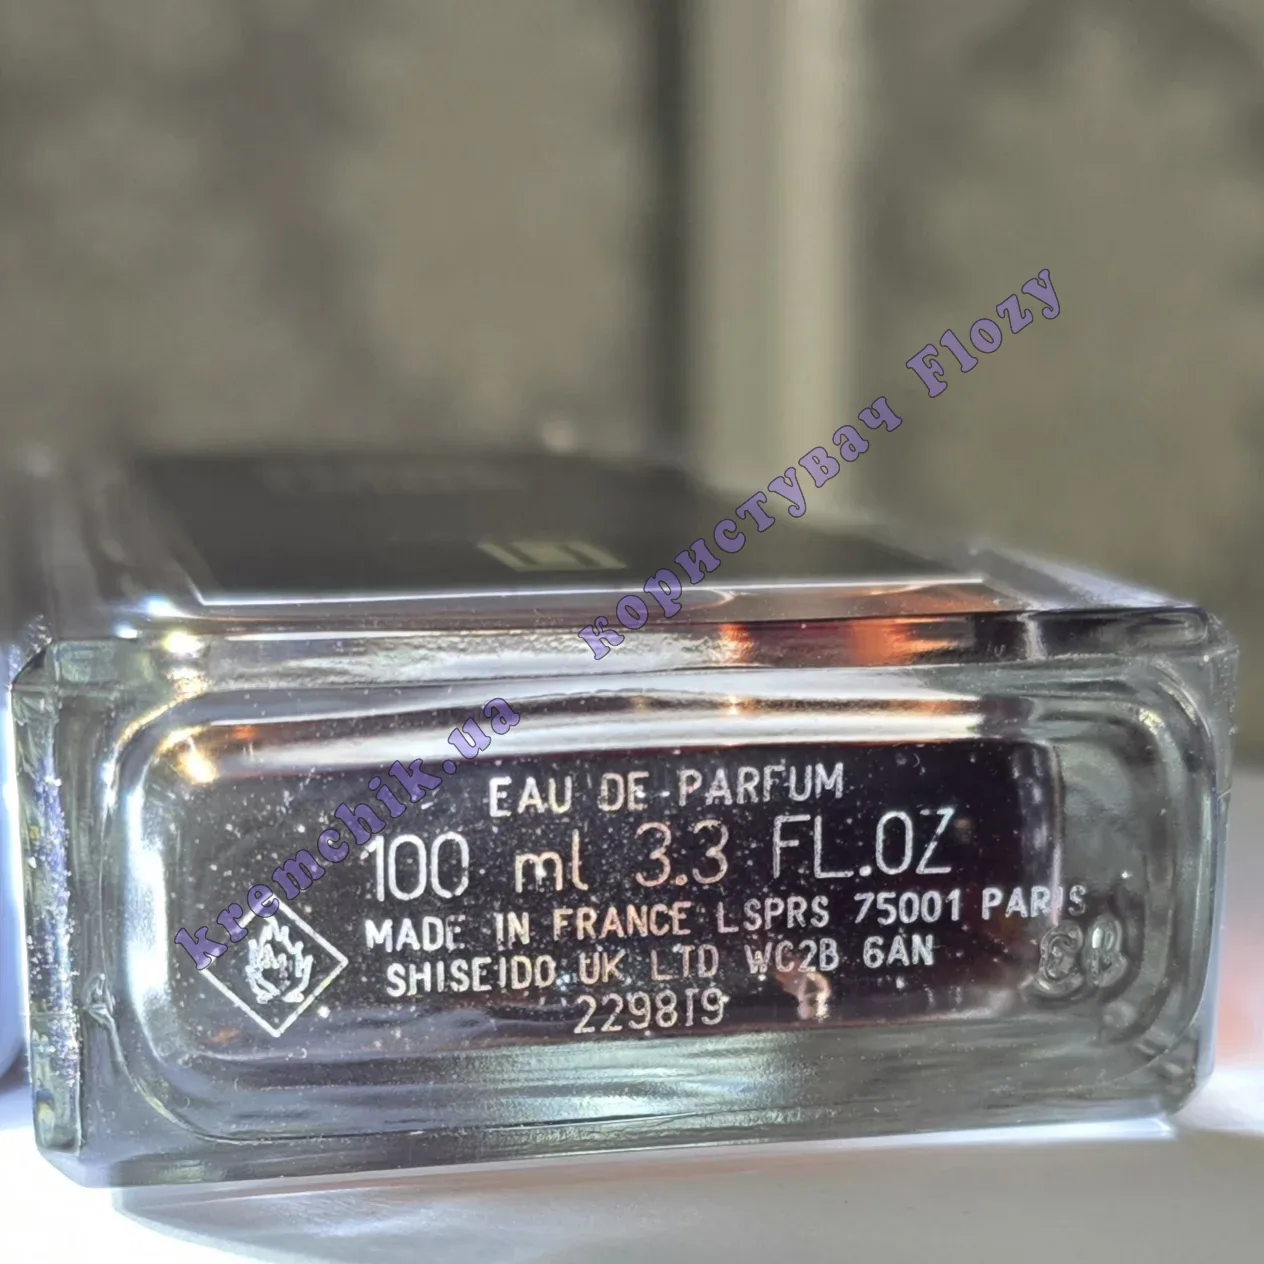 EAU DE PARFUM
100 ml 3.3 FL.OZ
MADE IN FRANCE LSPRS 75001 PARIS
SHISEIDO UK LTD WC2B 6AN
2298T9
kremchik.ua користувач Flozy